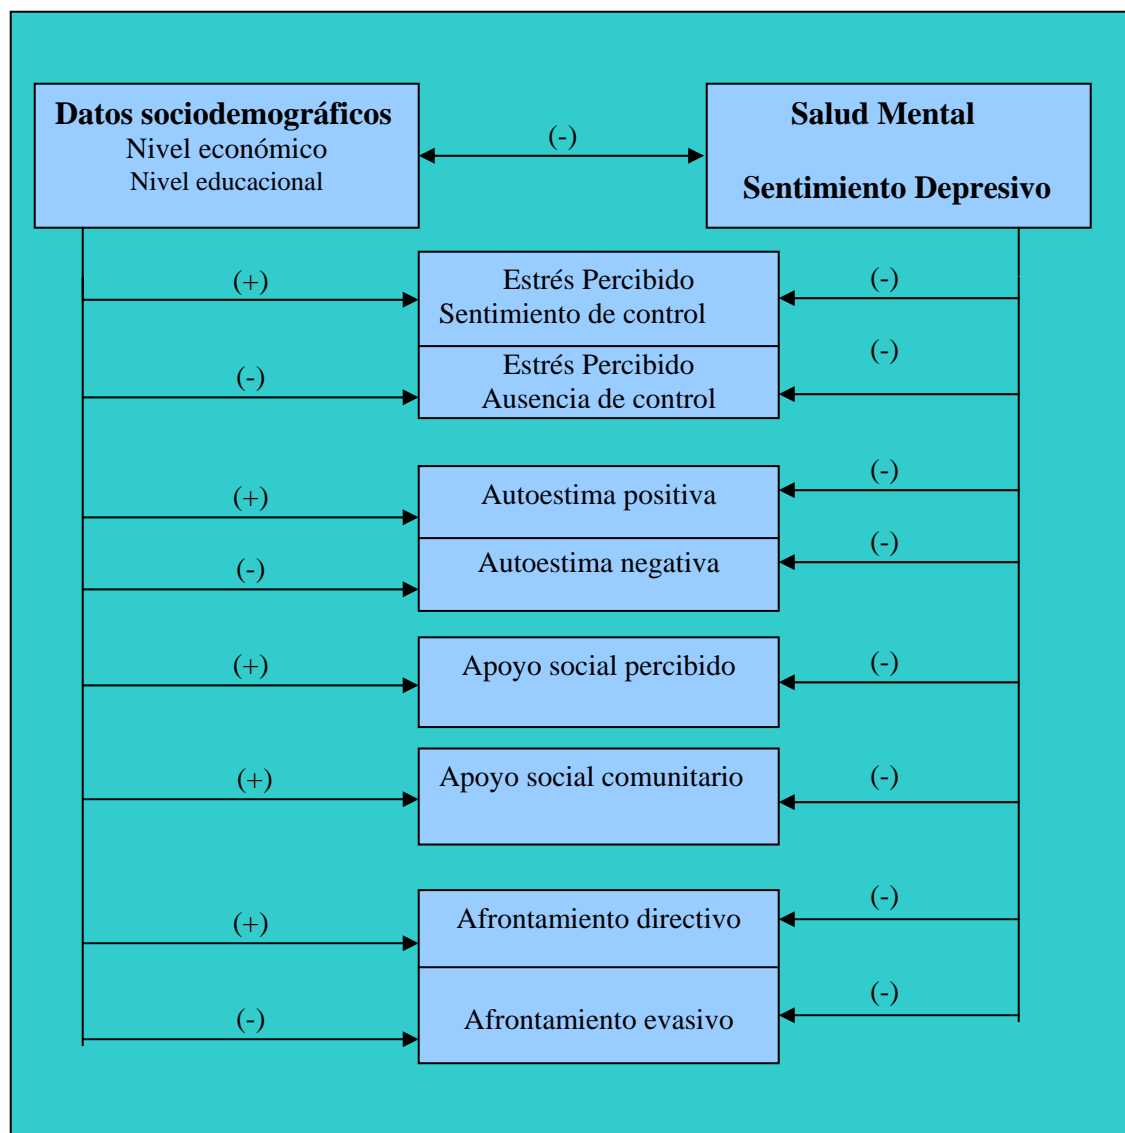 Datos sociodemográficos
Nivel económico
Nivel educacional
(-)
Salud Mental
Sentimiento Depresivo
(+)
Estrés Percibido
Sentimiento de control
(-)
(-)
Estrés Percibido
Ausencia de control
(-)
(+)
Autoestima positiva
(-)
(-)
Autoestima negativa
(-)
(+)
Apoyo social percibido
(-)
(+)
Apoyo social comunitario
(-)
(+)
Afrontamiento directivo
(-)
(-)
Afrontamiento evasivo
(-)